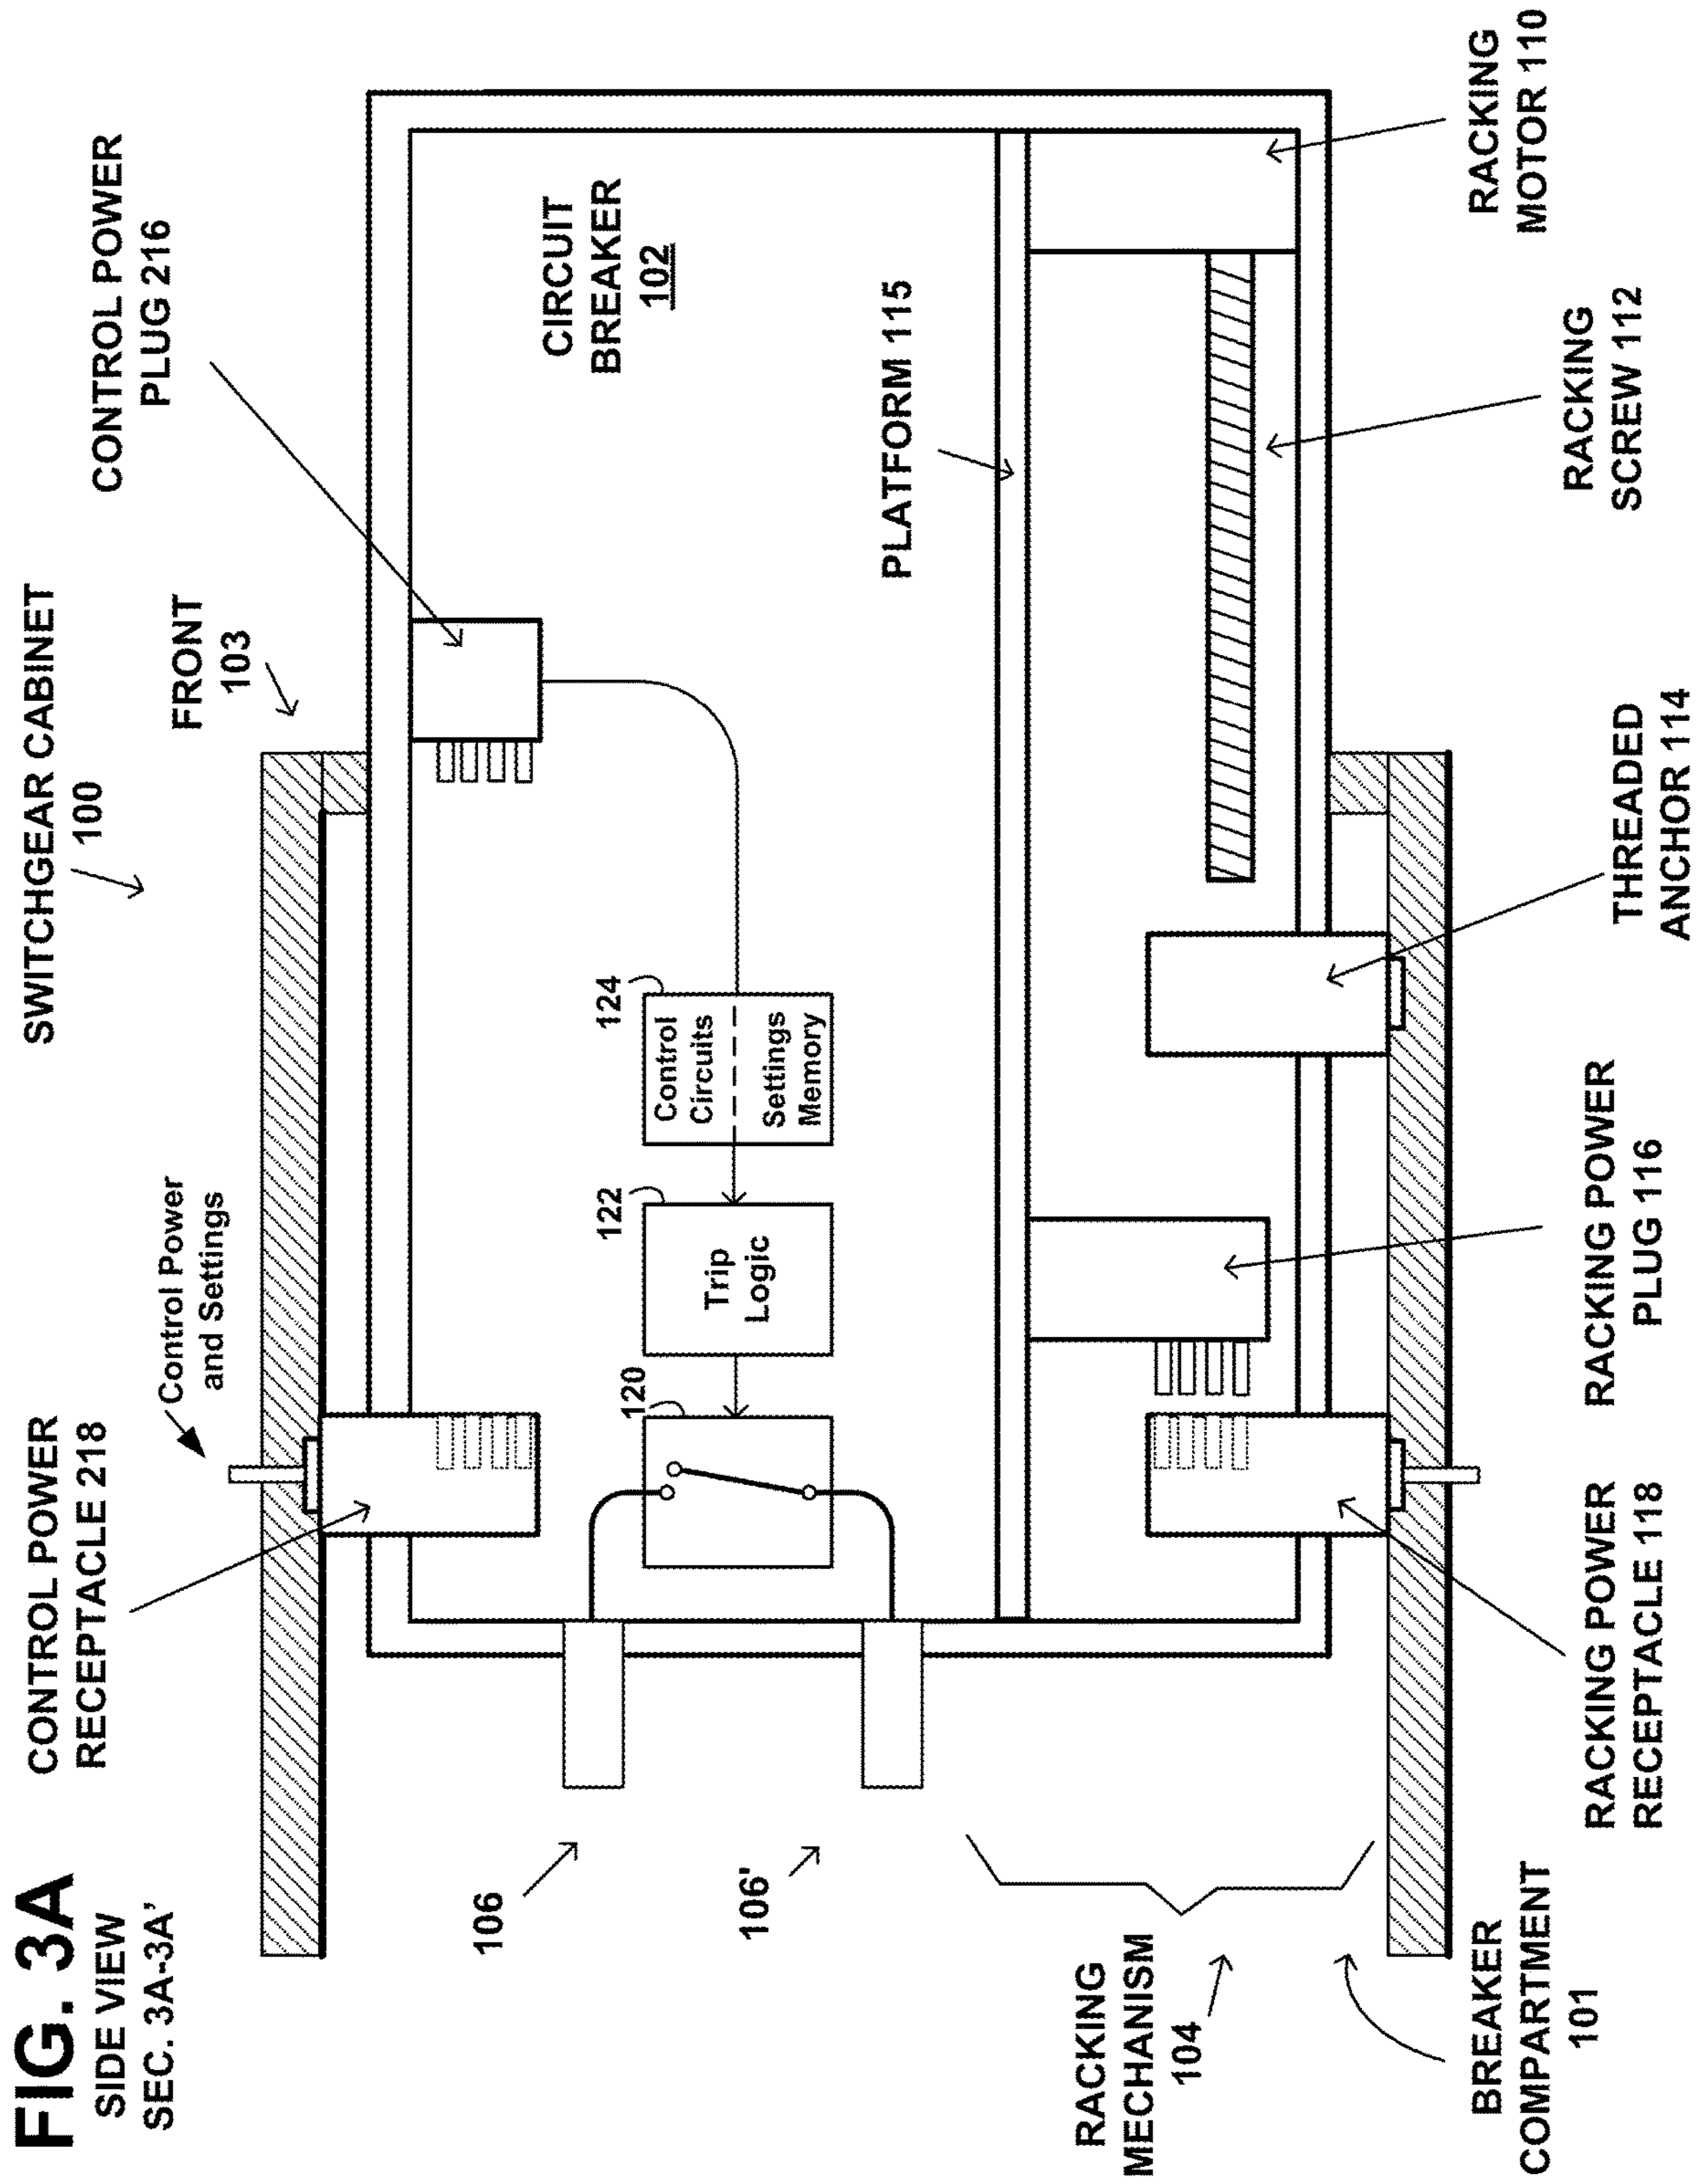 FIG. 3A
SIDE VIEW
SEC. 3A-3A'
SWITCHGEAR CABINET
100
FRONT
103
CONTROL POWER
PLUG 216
CONTROL POWER
RECEPTACLE 218
Control Power
and Settings
CIRCUIT
BREAKER
102
106
106'
120
122
Trip
Logic
124
Control
Circuits
Settings
Memory
PLATFORM 115
RACKING
MECHANISM
104
BREAKER
COMPARTMENT
101
RACKING POWER
RECEPTACLE 118
RACKING POWER
PLUG 116
THREADED
ANCHOR 114
RACKING
SCREW 112
RACKING
MOTOR 110